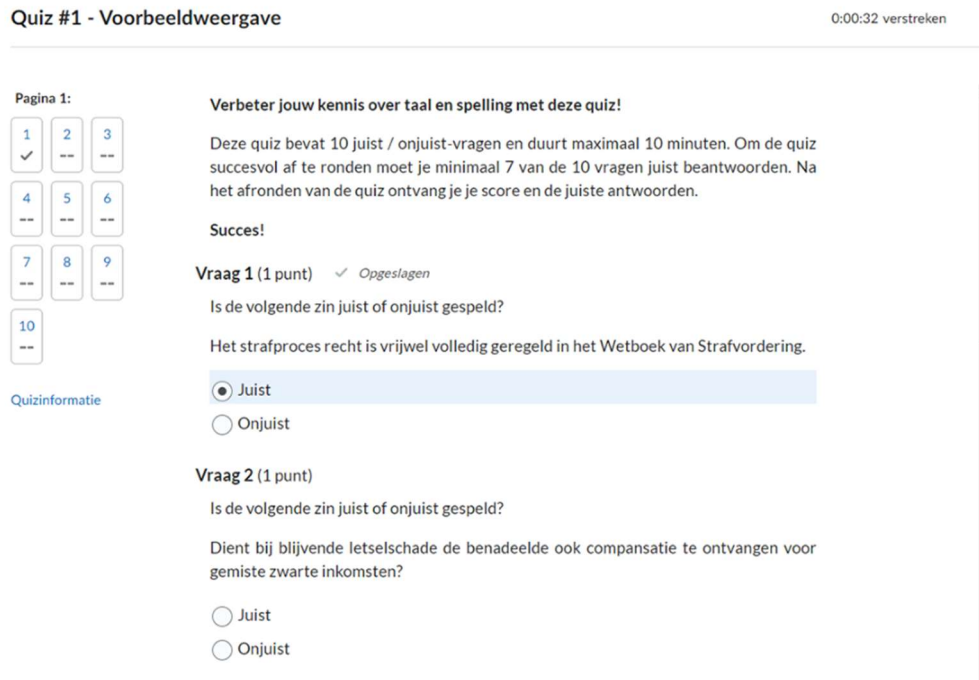 Quiz #1 - Voorbeeldweergave
0:00:32 verstreken
Pagina 1:
1 2 3
-- --
4 5 6
-- -- --
7 8 9
-- -- --
10
--
Quizinformatie
Verbeter jouw kennis over taal en spelling met deze quiz!
Deze quiz bevat 10 juist / onjuist-vragen en duurt maximaal 10 minuten. Om de quiz
succesvol af te ronden moet je minimaal 7 van de 10 vragen juist beantwoorden. Na
het afronden van de quiz ontvang je je score en de juiste antwoorden.
Succes!
Vraag 1 (1 punt) ✓ Opgeslagen
Is de volgende zin juist of onjuist gespeld?
Het strafproces recht is vrijwel volledig geregeld in het Wetboek van Strafvordering.
Juist
Onjuist
Vraag 2 (1 punt)
Is de volgende zin juist of onjuist gespeld?
Dient bij blijvende letselschade de benadeelde ook compansatie te ontvangen voor
gemiste zwarte inkomsten?
Juist
Onjuist